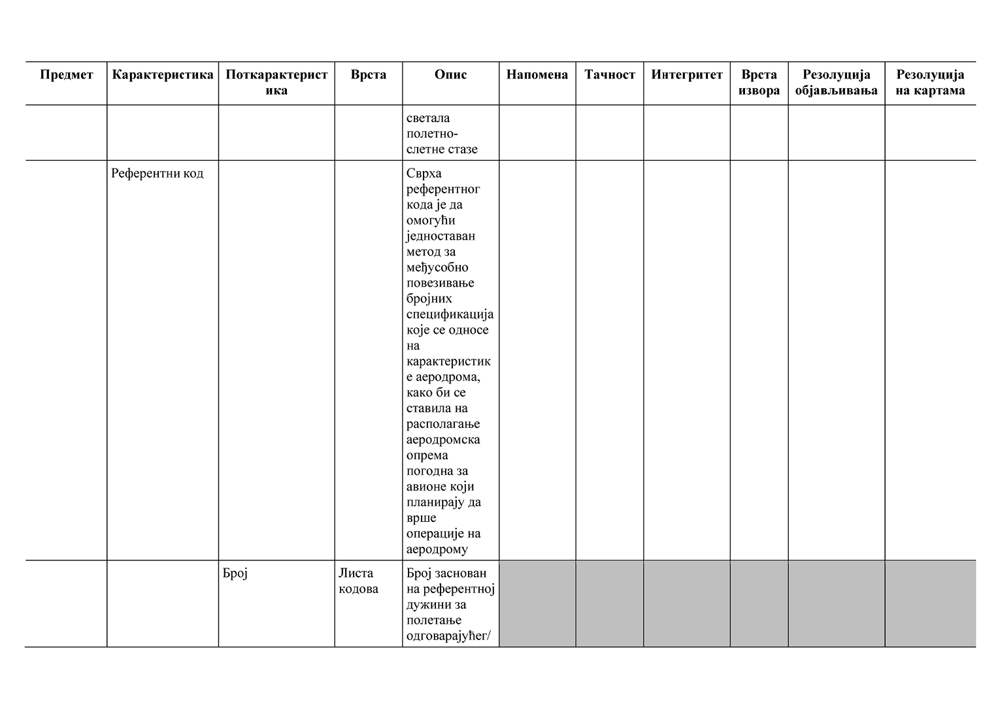 Предмет Карактеристика Поткарактерист Врста Опис Напомена Тачност Интегритет Врста Резолуција Резолуција
ика извора објављивања на картама
светала
полетно-
слетне стазе
Референтни код Сврха
референтног
кода је да
омогући
једноставан
метод за
међусобно
повезивање
бројних
спецификација
које се односе
на
карактеристик
е аеродрома,
како би се
ставила на
располагање
аеродромска
опрема
погодна за
авионе који
планирају да
врше
операције на
аеродрому
Број Листа Број заснован
кодова на референтној
дужини за
полетање
одговарајућег/